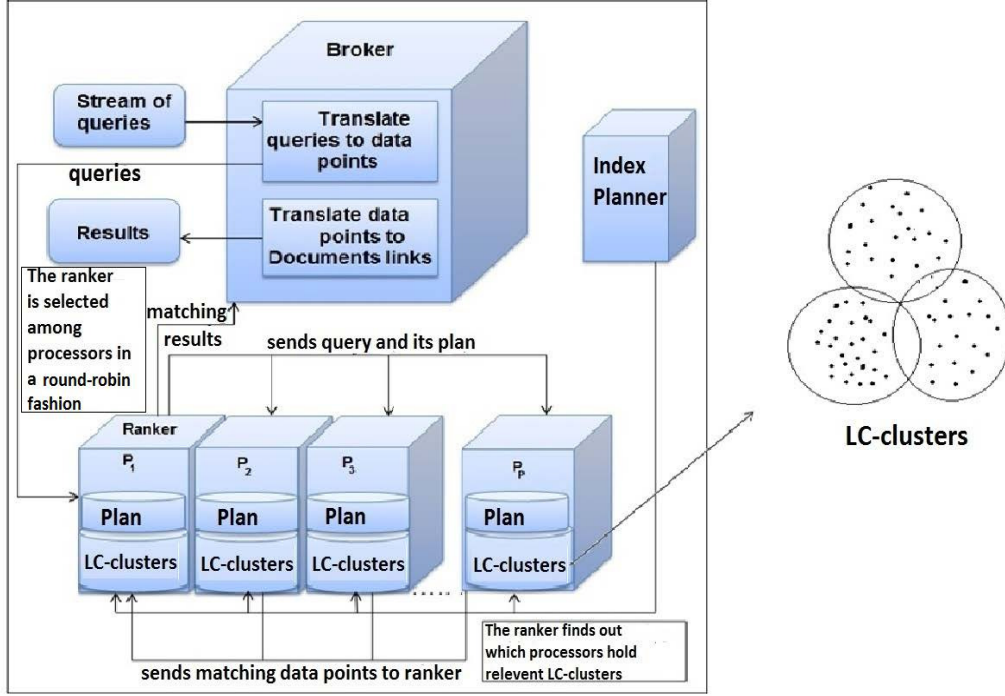 Broker
Stream of
queries
Translate
queries to data
points
queries
Index
Planner
Results
Translate data
points to
Documents links
The ranker
is selected
among
processors in
a round-robin
fashion
matching
results
sends query and its plan
LC-clusters
Ranker
P1
P2
P3
Pp
Plan
Plan
Plan
Plan
LC-clusters
LC-clusters
LC-clusters
LC-clusters
The ranker finds out
which processors hold
relevent LC-clusters
sends matching data points to ranker